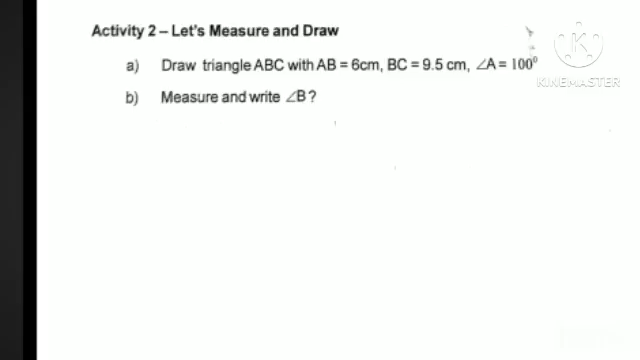 Activity 2 – Let's Measure and Draw
a) Draw triangle ABC with AB = 6cm, BC = 9.5 cm, ∠A = 100⁰
b) Measure and write ∠B?
KINEMASTER